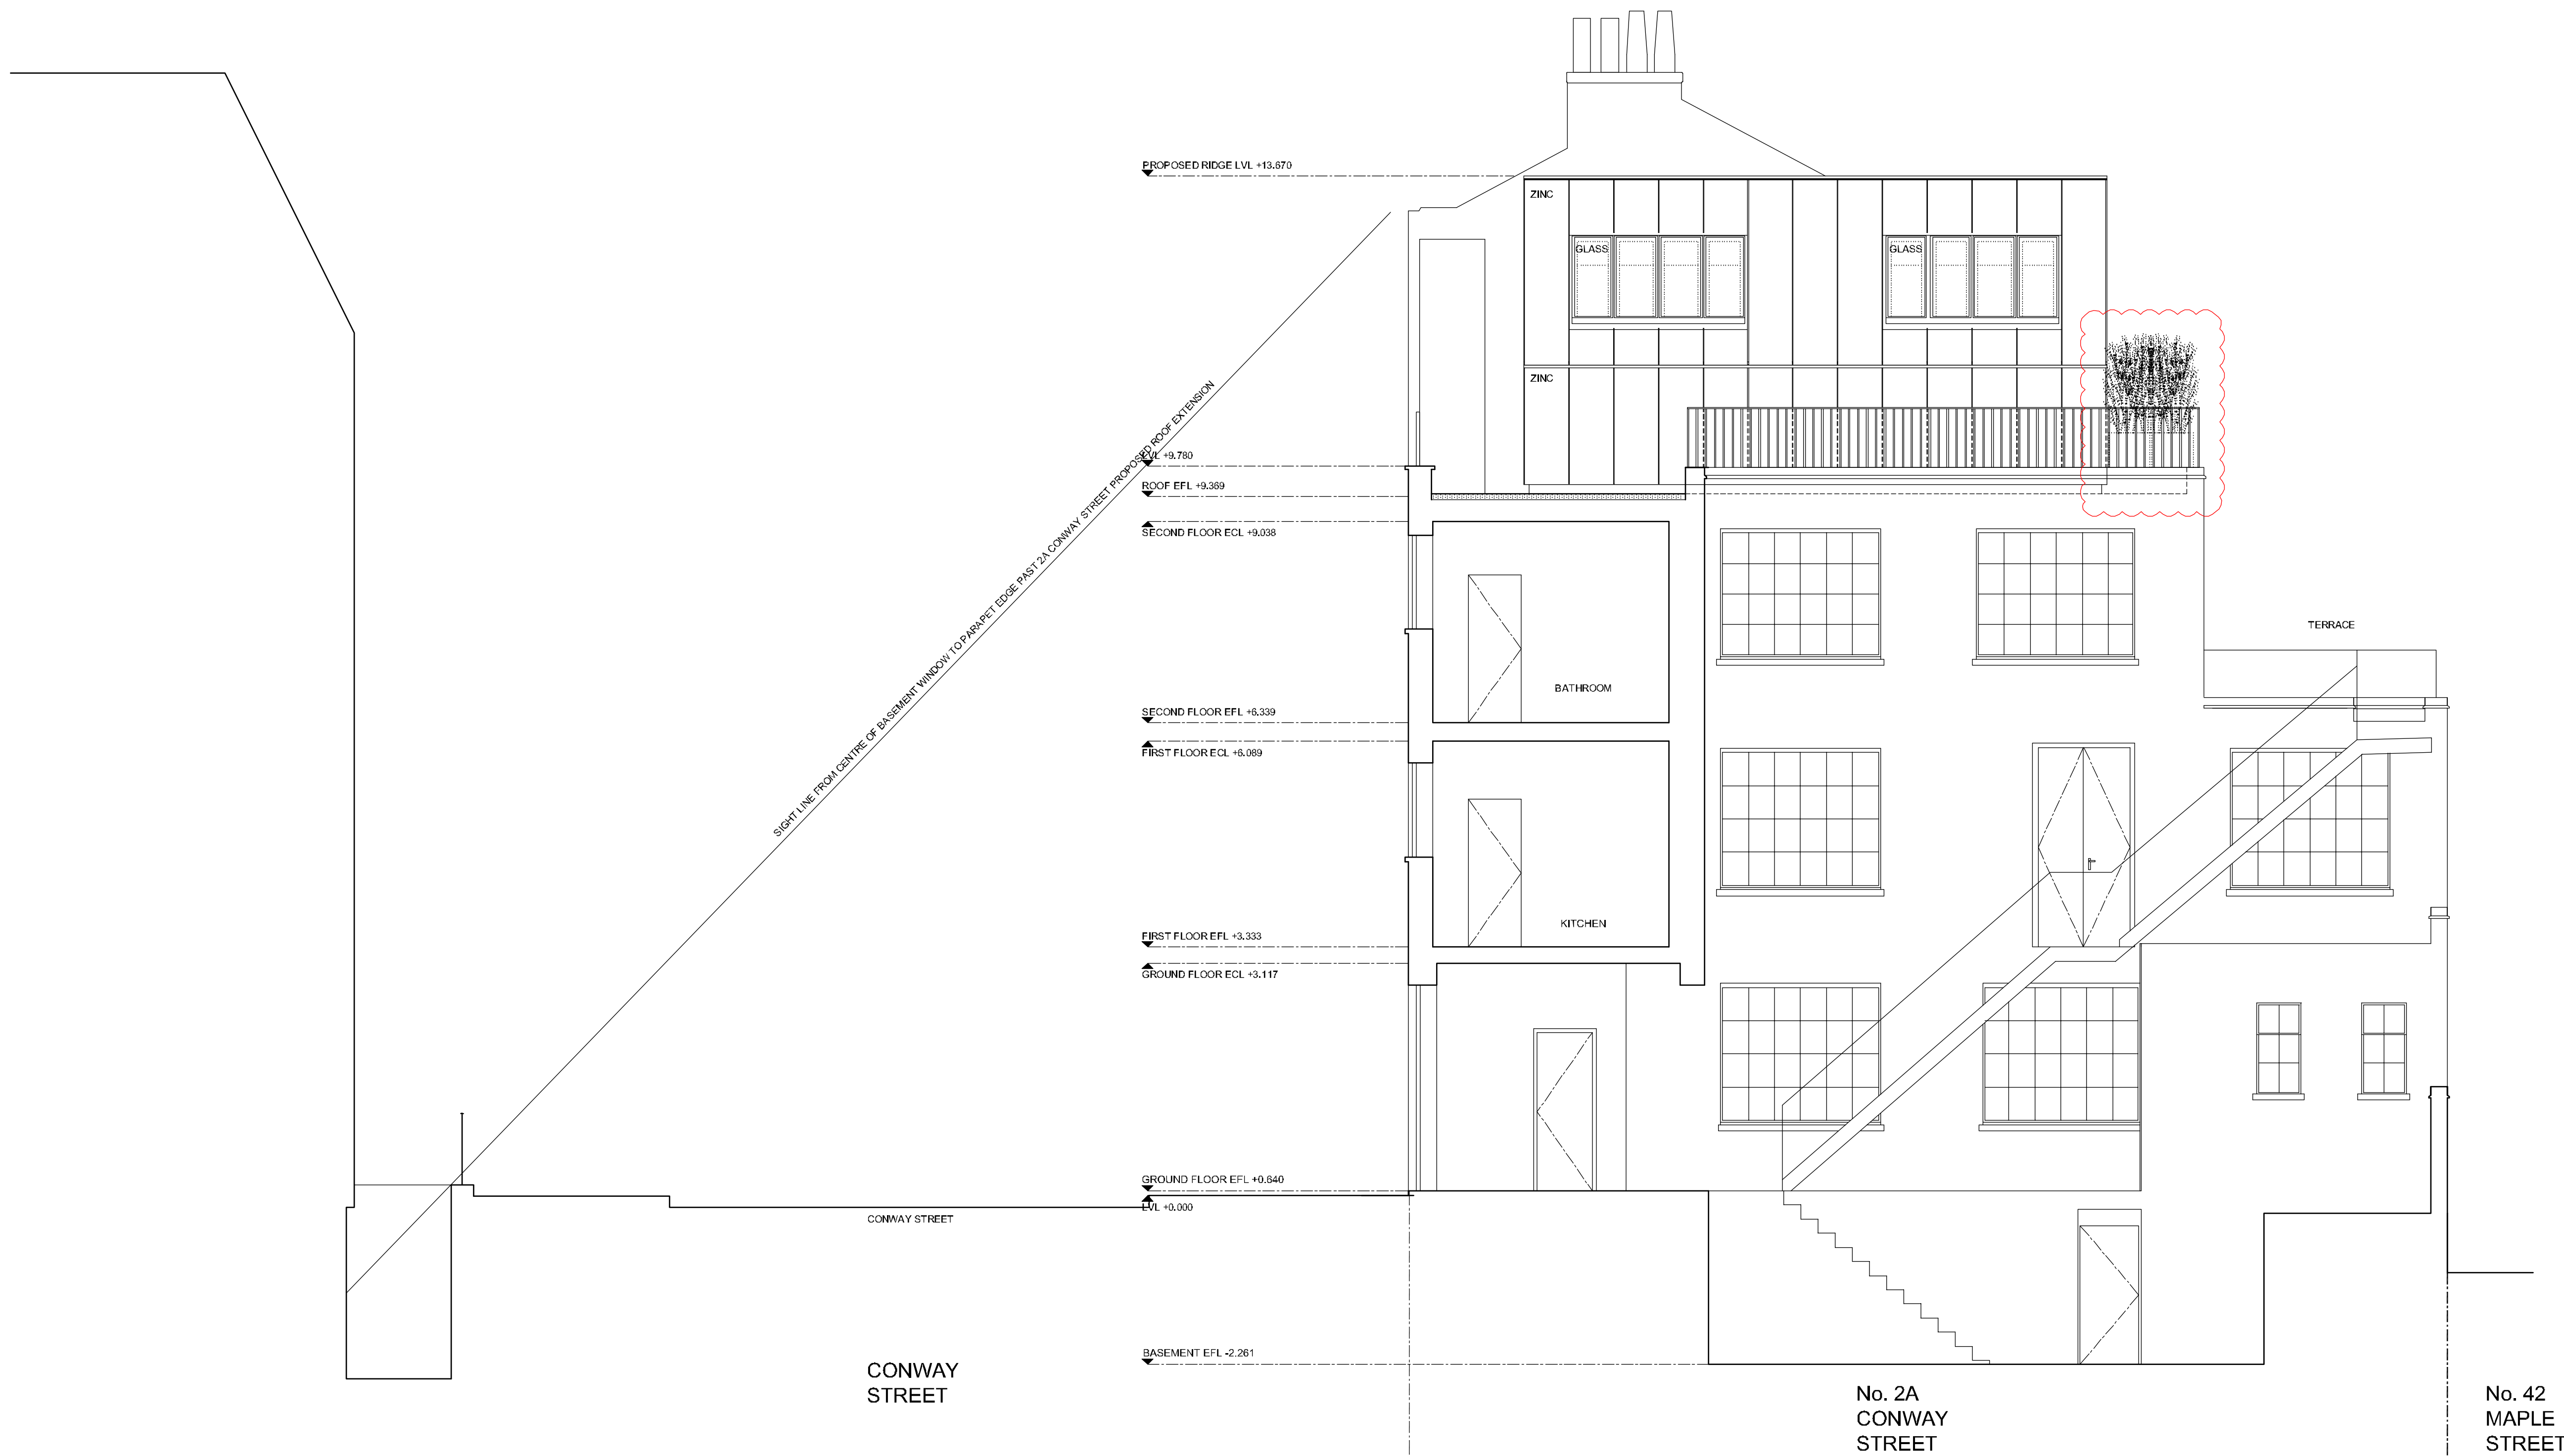 PROPOSED RIDGE LVL +13.670
ZINC
GLASS
GLASS
ZINC
SIGHT LINE FROM CENTRE OF BASEMENT WINDOW TO PARAPET EDGE PAST 2A CONWAY STREET PROPOSED ROOF EXTENSION
LVL +9.780
ROOF EFL +9.369
SECOND FLOOR ECL +9.038
TERRACE
BATHROOM
SECOND FLOOR EFL +6.339
FIRST FLOOR ECL +6.089
KITCHEN
FIRST FLOOR EFL +3.333
GROUND FLOOR ECL +3.117
GROUND FLOOR EFL +0.640
LVL +0.000
CONWAY STREET
BASEMENT EFL -2.261
CONWAY
STREET
No. 2A
CONWAY
STREET
No. 42
MAPLE
STREET